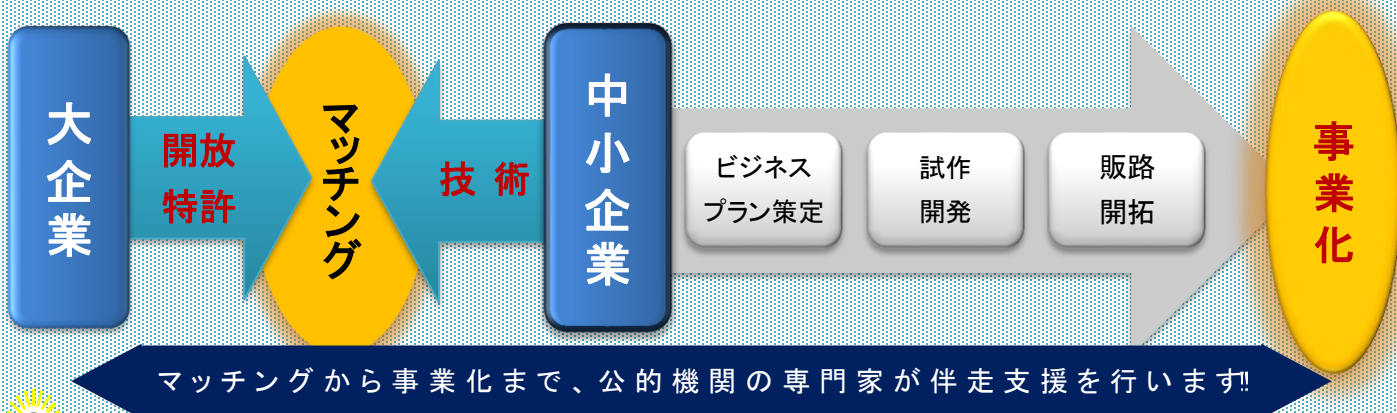 大企業
開放
特許
マッチング
技術
中小企業
ビジネス
プラン策定
試作
開発
販路
開拓
事業化
マッチングから事業化まで、公的機関の専門家が伴走支援を行います!!